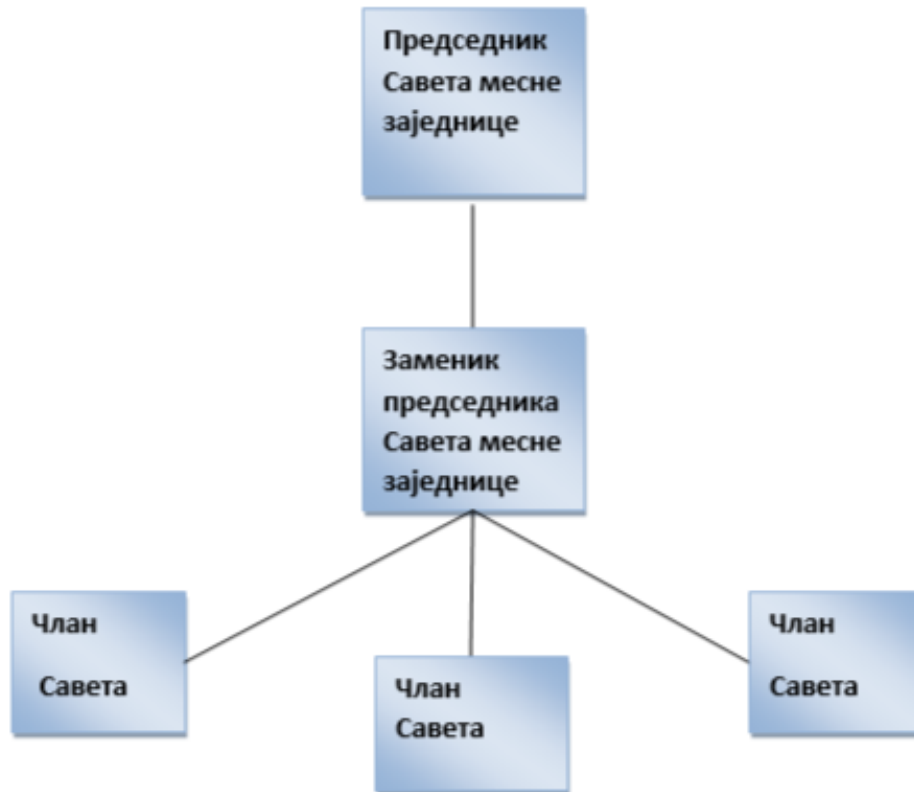 Председник
Савета месне
заједнице
Заменик
председника
Савета месне
заједнице
Члан
Савета
Члан
Савета
Члан
Савета